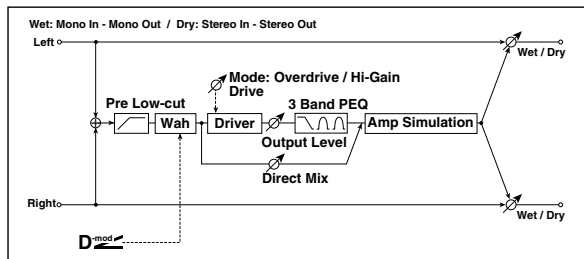 Wet: Mono In - Mono Out / Dry: Stereo In - Stereo Out
Left
Wet / Dry
Mode: Overdrive / Hi-Gain
Drive
Pre Low-cut
3 Band PEQ
Wah
Driver
Amp Simulation
Output Level
Direct Mix
Right
Wet / Dry
D-mod